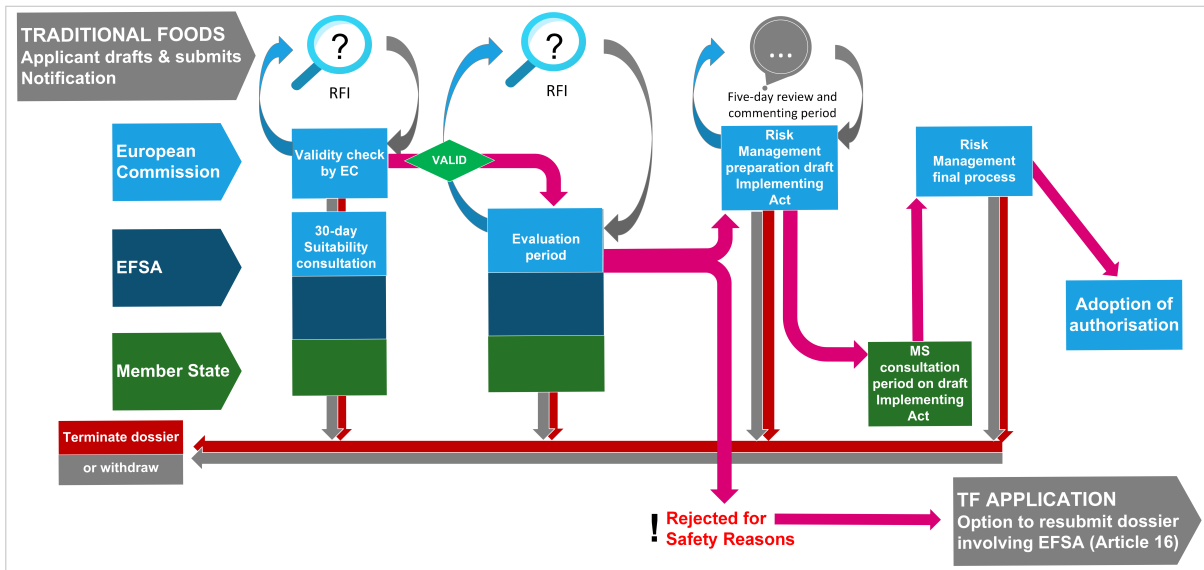 TRADITIONAL FOODS
Applicant drafts & submits
Notification
?
RFI
?
RFI
...
Five-day review and
commenting period
European
Commission
Validity check
by EC
VALID
Risk
Management
preparation draft
Implementing
Act
Risk
Management
final process
EFSA
30-day
Suitability
consultation
Evaluation
period
Adoption of
authorisation
Member State
MS
consultation
period on draft
Implementing
Act
Terminate dossier
or withdraw
! Rejected for
Safety Reasons
TF APPLICATION
Option to resubmit dossier
involving EFSA (Article 16)